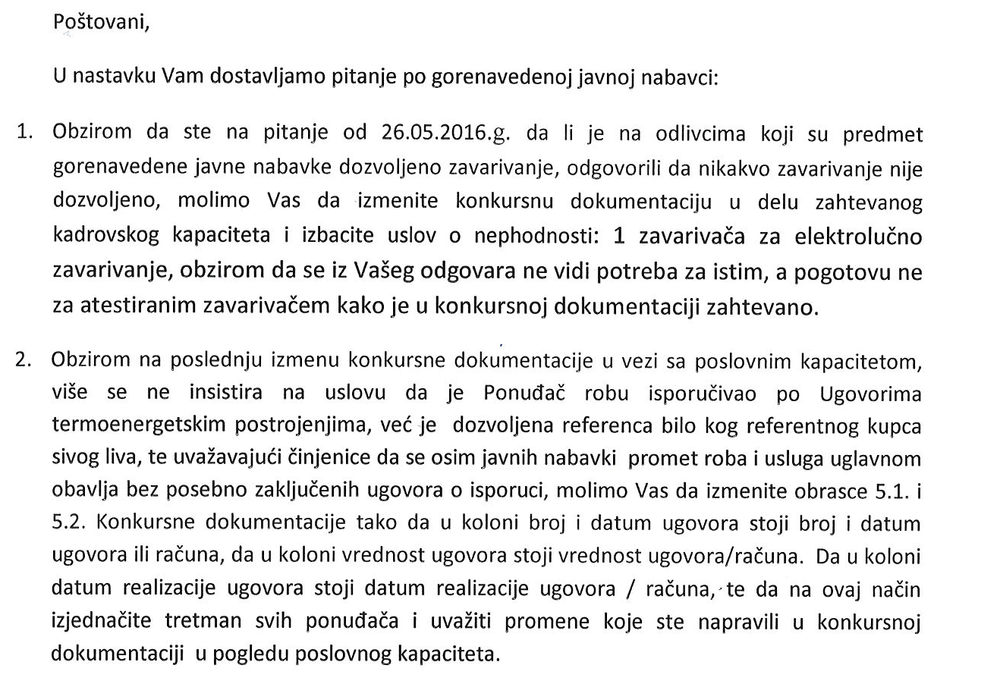 Poštovani,
U nastavku Vam dostavljamo pitanje po gorenavedenoj javnoj nabavci:
1. Obzirom da ste na pitanje od 26.05.2016.g. da li je na odlivcima koji su predmet
gorenavedene javne nabavke dozvoljeno zavarivanje, odgovorili da nikakvo zavarivanje nije
dozvoljeno, molimo Vas da izmenite konkursnu dokumentaciju u delu zahtevanog
kadrovskog kapaciteta i izbacite uslov o nephodnosti: 1 zavarivača za elektrolučno
zavarivanje, obzirom da se iz Vašeg odgovara ne vidi potreba za istim, a pogotovu ne
za atestiranim zavarivačem kako je u konkursnoj dokumentaciji zahtevano.
2. Obzirom na poslednju izmenu konkursne dokumentacije u vezi sa poslovnim kapacitetom,
više se ne insistira na uslovu da je Ponuđač robu isporučivao po Ugovorima
termoenergetskim postrojenjima, već je dozvoljena referenca bilo kog referentnog kupca
sivog liva, te uvažavajući činjenice da se osim javnih nabavki promet roba i usluga uglavnom
obavlja bez posebno zaključenih ugovora o isporuci, molimo Vas da izmenite obrasce 5.1. i
5.2. Konkursne dokumentacije tako da u koloni broj i datum ugovora stoji broj i datum
ugovora ili računa, da u koloni vrednost ugovora stoji vrednost ugovora/računa. Da u koloni
datum realizacije ugovora stoji datum realizacije ugovora / računa, te da na ovaj način
izjednačite tretman svih ponuđača i uvažiti promene koje ste napravili u konkursnoj
dokumentaciji u pogledu poslovnog kapaciteta.